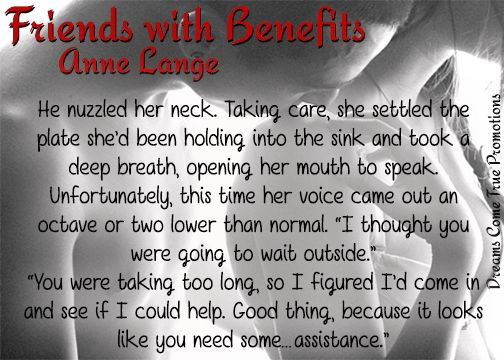 Friends with Benefits
Anne Lange
He nuzzled her neck. Taking care, she settled the
plate she'd been holding into the sink and took a
deep breath, opening her mouth to speak.
Unfortunately, this time her voice came out an
octave or two lower than normal. "I thought you
were going to wait outside."
"You were taking too long, so I figured I'd come in
and see if I could help. Good thing, because it looks
like you need some...assistance."
Dreams Come True Promotions